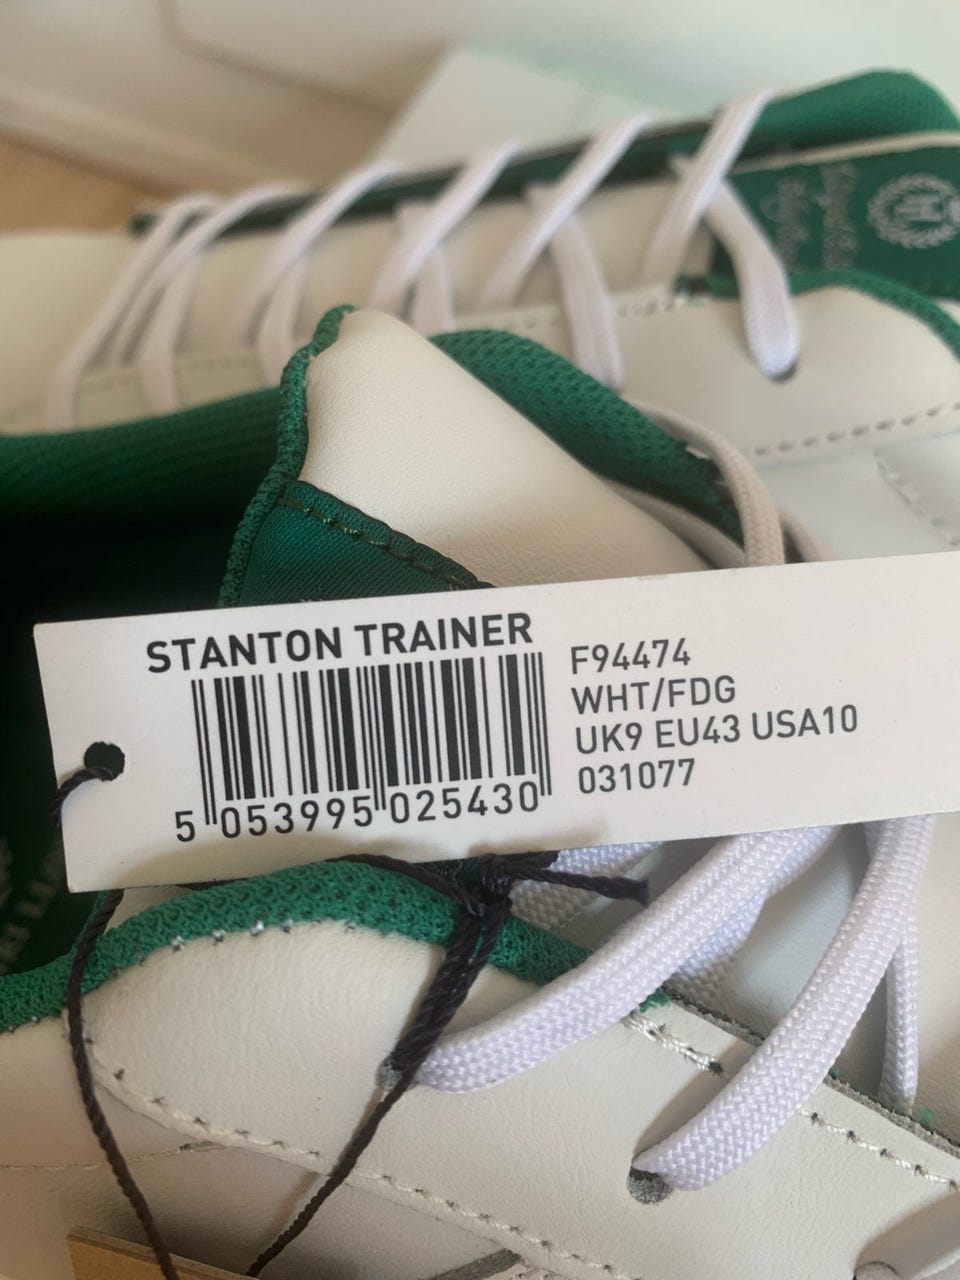 STANTON TRAINER
F94474
WHT/FDG
UK9 EU43 USA10
031077
5 053995 025430